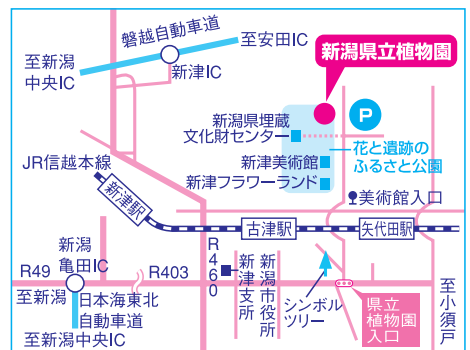 磐越自動車道
至安田IC
至新潟
中央IC
新津IC
新潟県立植物園
P
新潟県埋蔵
文化財センター
花と遺跡の
ふるさと公園
新津美術館
新津フラワーランド
美術館入口
JR信越本線
新津駅
古津駅
矢代田駅
新潟
亀田IC
R49
R403
R460
至新潟
日本海東北
自動車道
至新潟中央IC
新潟市役所
新津支所
シンボル
ツリー
県立
植物園
入口
至小須戸